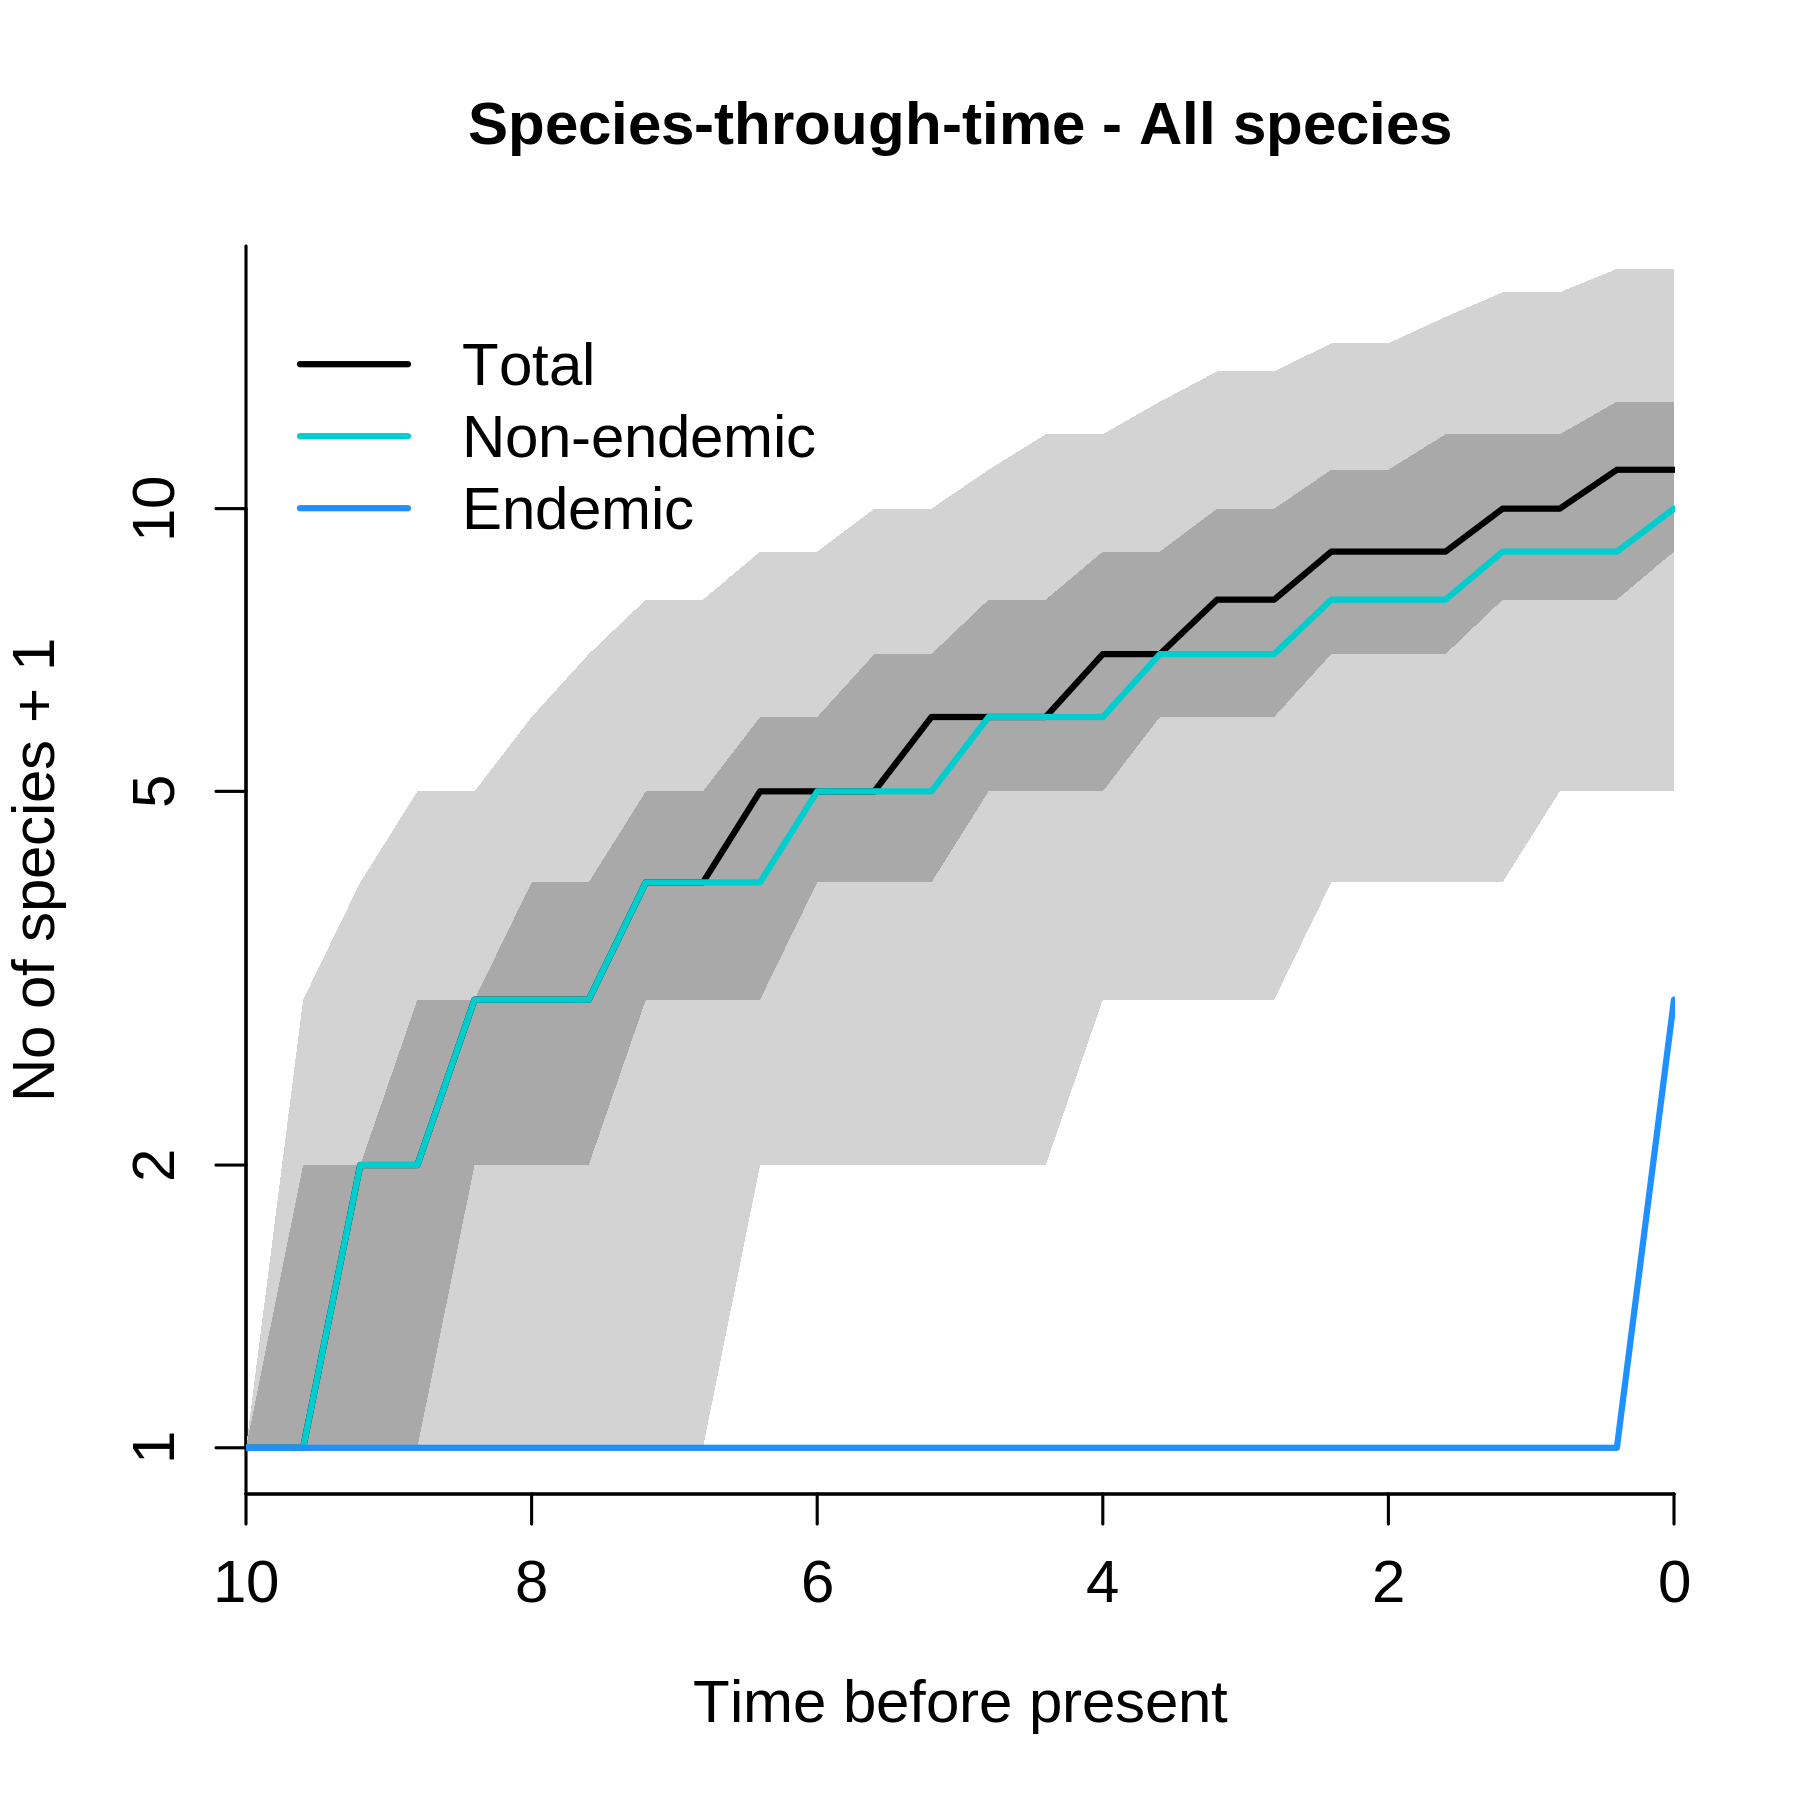 Species-through-time - All species
Total
Non-endemic
Endemic
10
5
2
1
No of species + 1
10 8 6 4 2 0
Time before present